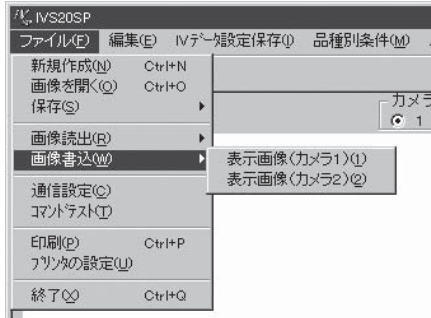 IVS20SP
ファイル(F) 編集(E) IVデータ設定保存(I) 品種別条件(M)
新規作成(N) Ctrl+N
画像を開く(O) Ctrl+O
保存(S)
カメラ
1
画像読出(R)
画像書込(W)
表示画像(カメラ1)(1)
表示画像(カメラ2)(2)
通信設定(C)
コマンドテスト(T)
印刷(P) Ctrl+P
プリンタの設定(U)
終了(X) Ctrl+Q